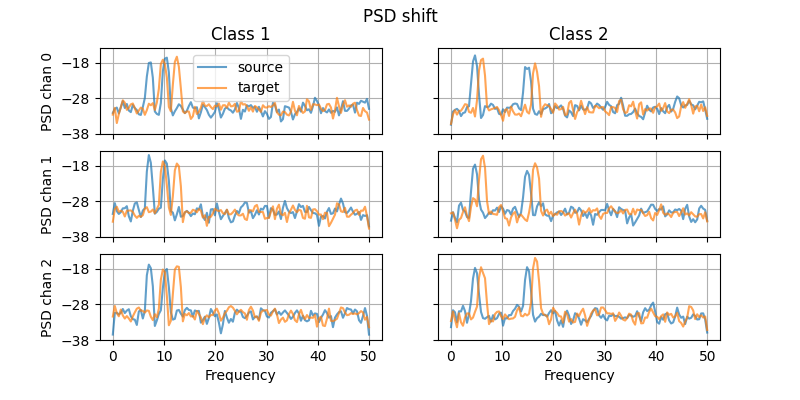 PSD shift
Class 1
Class 2
PSD chan 0
−18
−28
−38
source
target
PSD chan 1
−18
−28
−38
PSD chan 2
−18
−28
−38
0 10 20 30 40 50
0 10 20 30 40 50
Frequency
Frequency